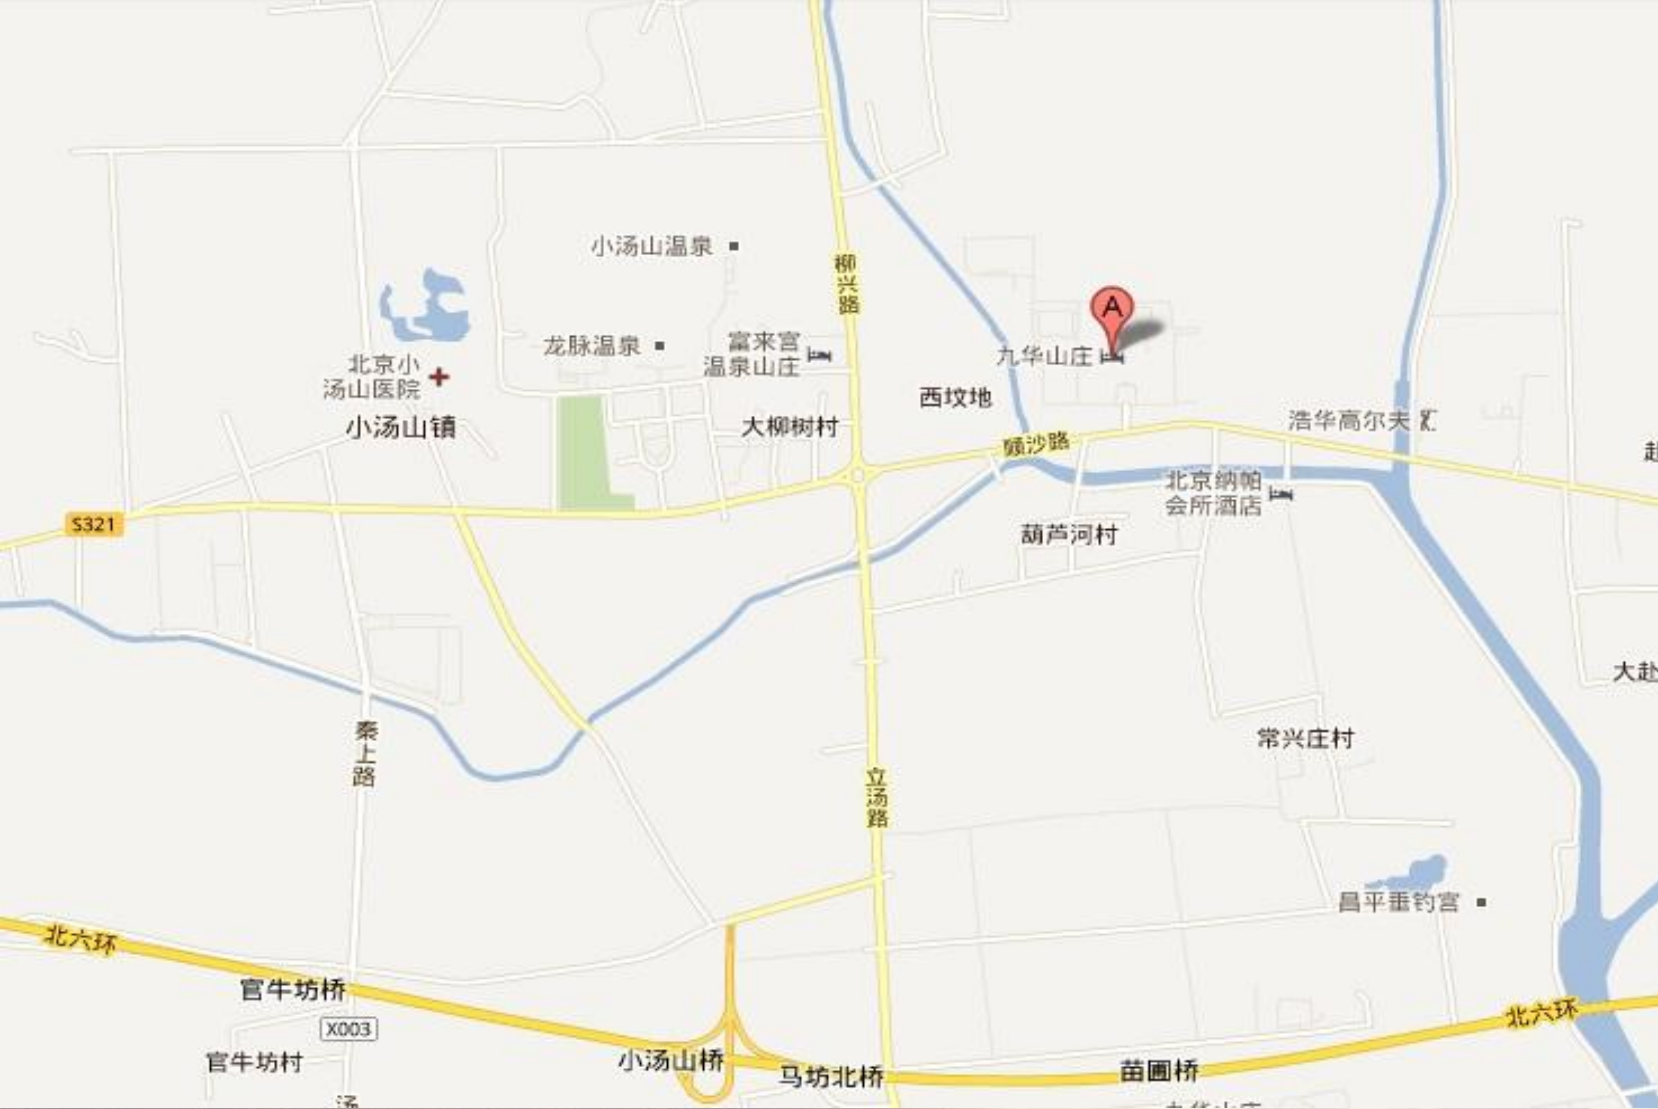 小汤山温泉
柳兴路
A
龙脉温泉
富来宫
温泉山庄
九华山庄
北京小
汤山医院
西坟地
小汤山镇
大柳树村
浩华高尔夫
顾沙路
北京纳帕
会所酒店
S321
葫芦河村
大赴
秦上路
常兴庄村
立汤路
昌平垂钓宫
北六环
官牛坊桥
北六环
X003
官牛坊村
小汤山桥
马坊北桥
苗圃桥